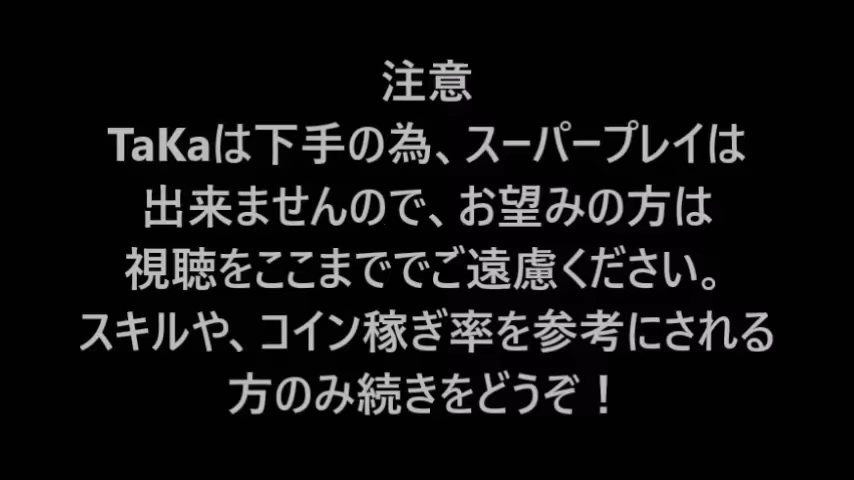 注意
TaKaは下手の為、スーパープレイは
出来ませんので、お望みの方は
視聴をここまででご遠慮ください。
スキルや、コイン稼ぎ率を参考にされる
方のみ続きをどうぞ！